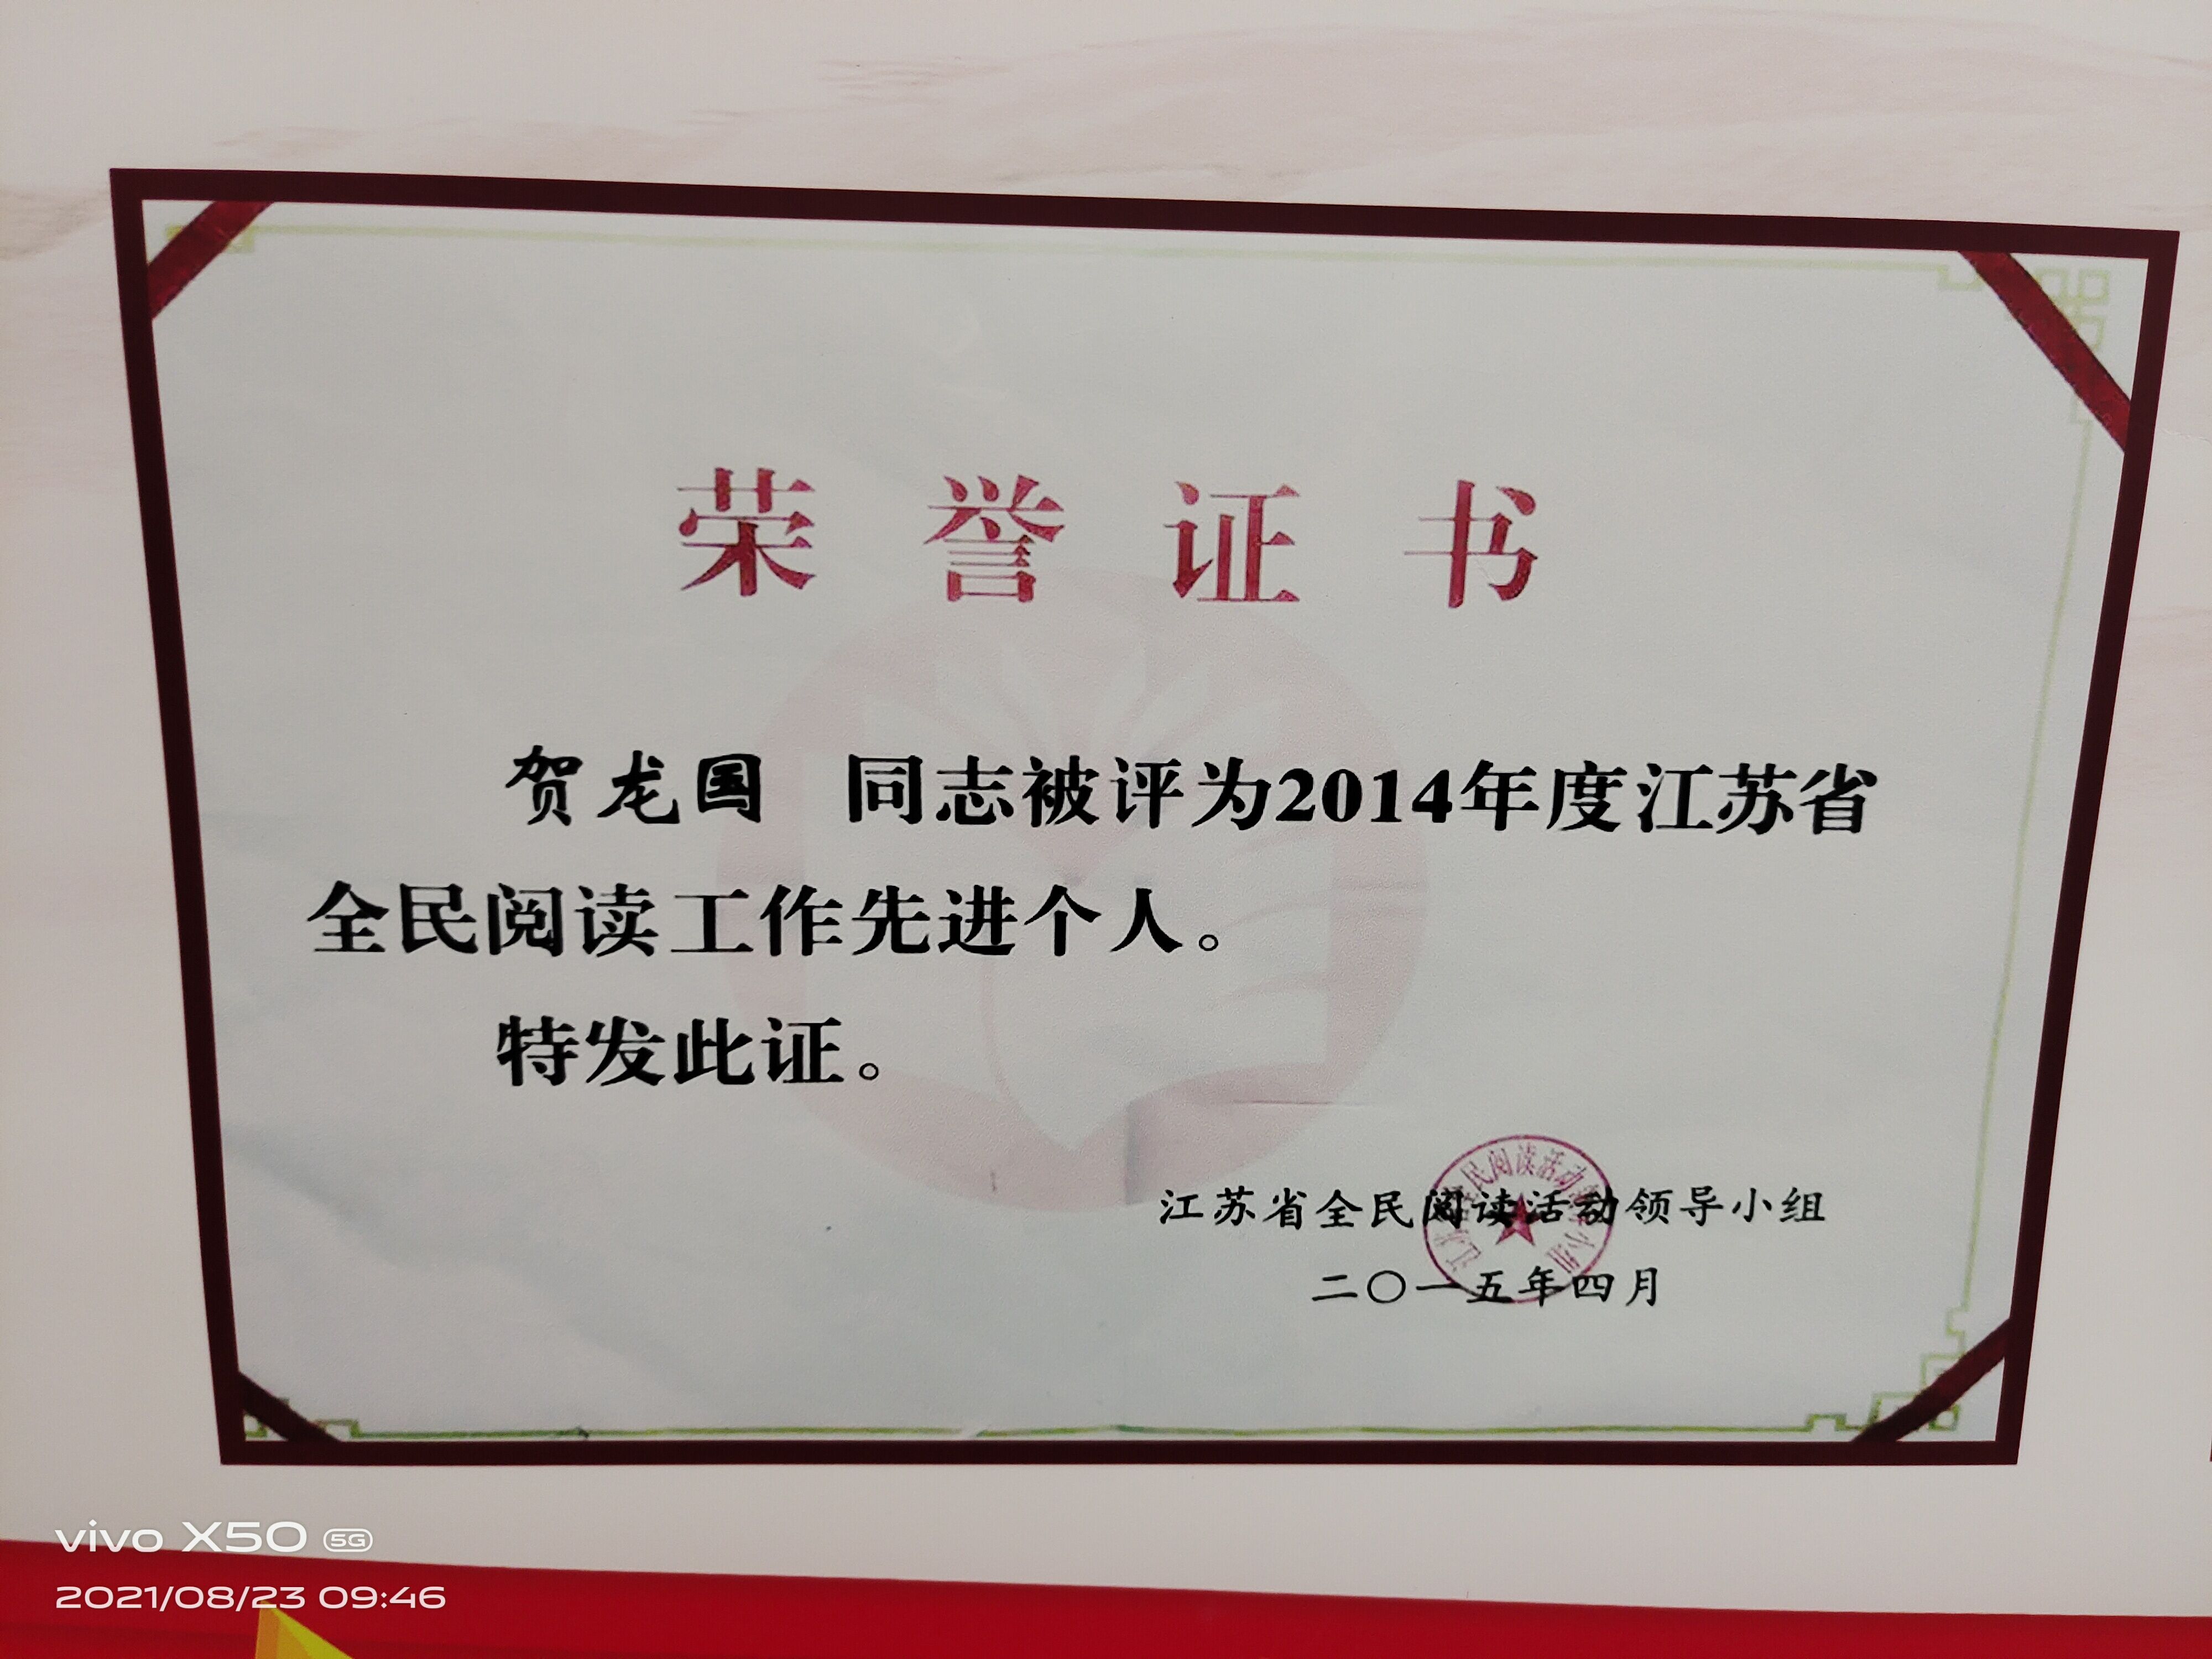 荣誉证书
贺龙国 同志被评为2014年度江苏省
全民阅读工作先进个人。
特发此证。
江苏省全民阅读活动领导小组
二〇一五年四月
vivo X50 5G
2021/08/23 09:46